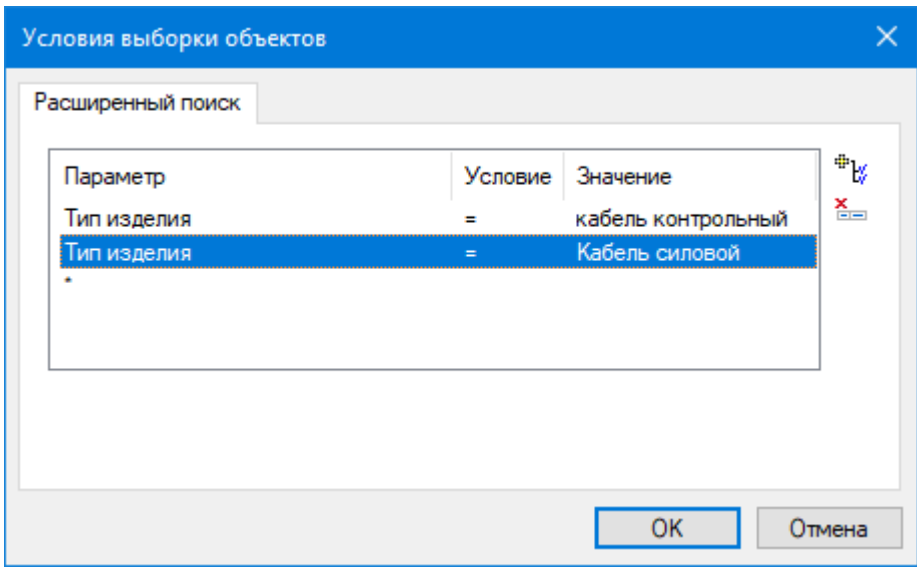 Условия выборки объектов
Расширенный поиск
Параметр Условие Значение
Тип изделия = кабель контрольный
Тип изделия = Кабель силовой
*
OK Отмена